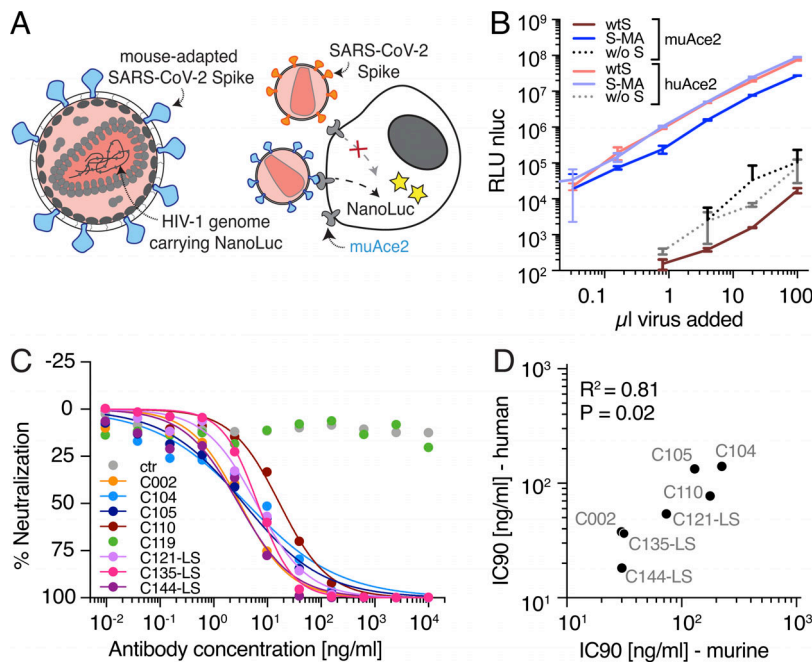 A
mouse-adapted
SARS-CoV-2 Spike
SARS-CoV-2
Spike
NanoLuc
HIV-1 genome
carrying NanoLuc
muAce2
B
RLU nluc
10⁹
10⁸
10⁷
10⁶
10⁵
10⁴
10³
10²
wtS
S-MA
w/o S
muAce2
wtS
S-MA
w/o S
huAce2
0.1 1 10 100
µl virus added
C
% Neutralization
-25
0
25
50
75
100
ctr
C002
C104
C105
C110
C119
C121-LS
C135-LS
C144-LS
10⁻² 10⁻¹ 10⁰ 10¹ 10² 10³ 10⁴
Antibody concentration [ng/ml]
D
IC90 [ng/ml] - human
10³
10²
10¹
R² = 0.81
P = 0.02
C105 C104
C110
C002 C121-LS
C135-LS
C144-LS
10¹ 10² 10³
IC90 [ng/ml] - murine